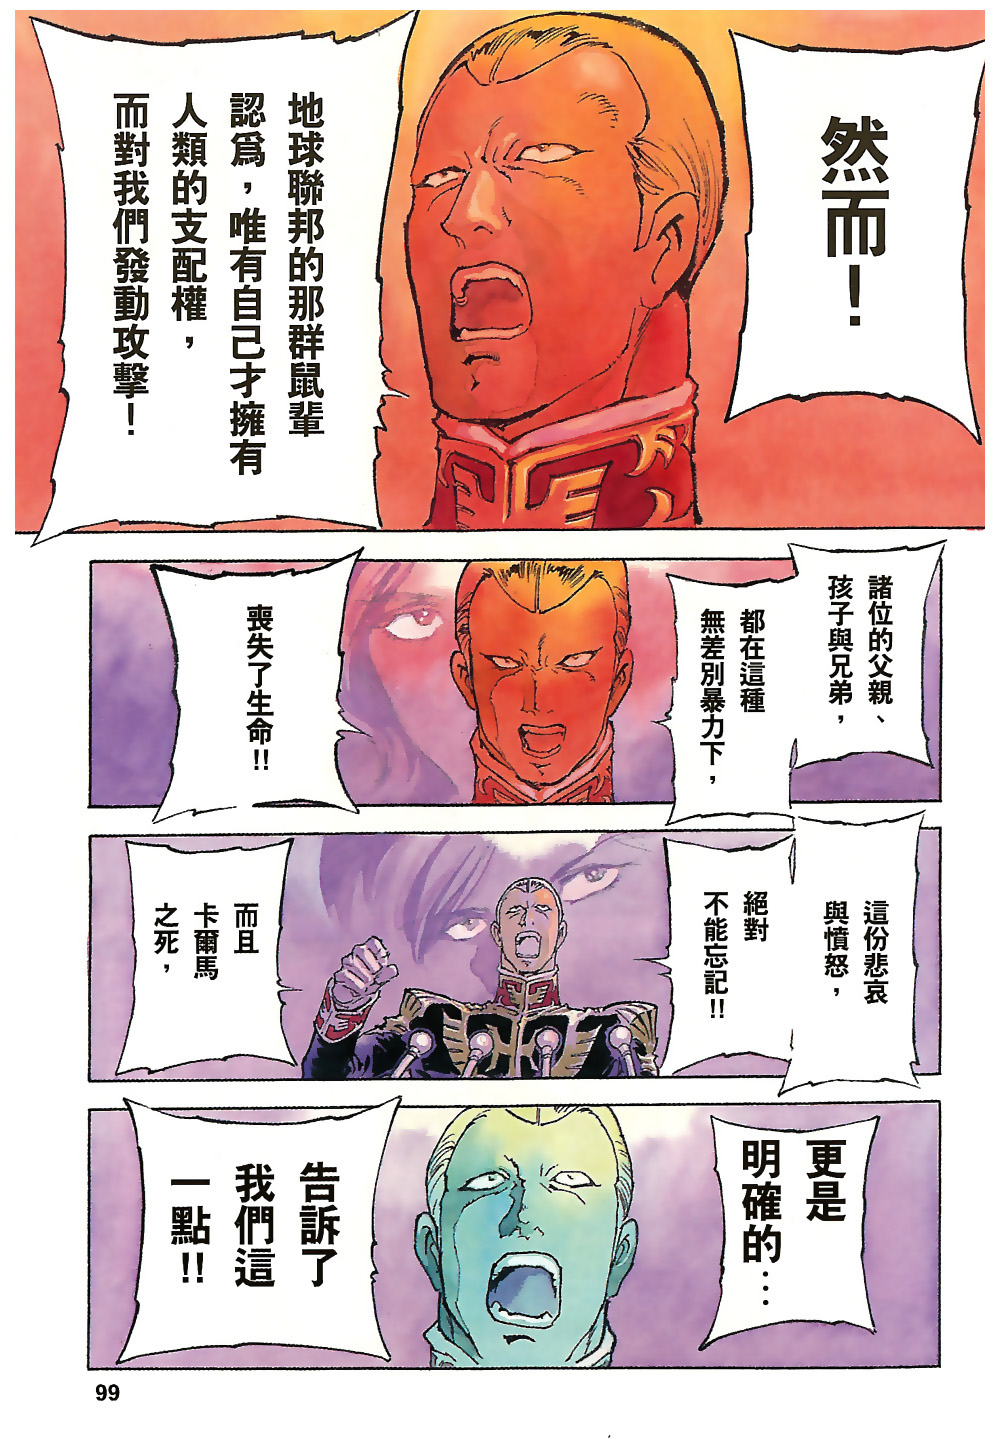 然而！
地球聯邦的那群鼠輩
認爲，唯有自己才擁有
人類的支配權，
而對我們發動攻擊！
諸位的父親、
孩子與兄弟，
都在這種
無差別暴力下，
喪失了生命!!
這份悲哀
與憤怒，
絕對
不能忘記!!
而且
卡爾馬
之死，
更是
明確的…
告訴了
我們這
一點!!
99